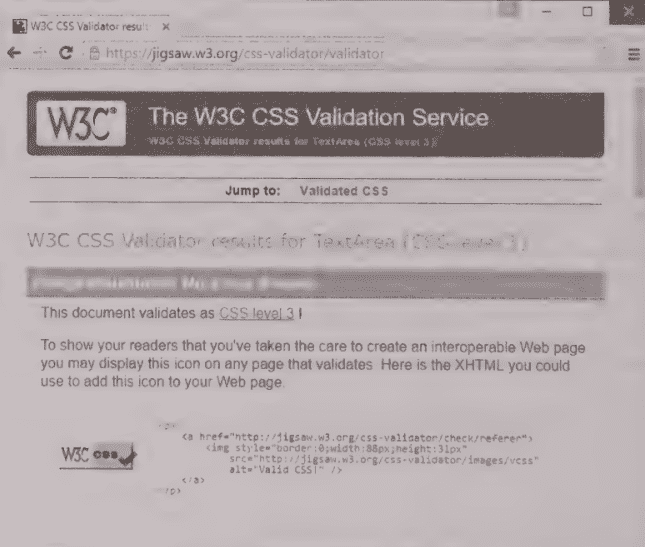 W3C CSS Validator resul
https://jigsaw.w3.org/css-validator/validator
W3C®
The W3C CSS Validation Service
W3C CSS Validator results for TextArea (CSS level 3)
Jump to: Validated CSS
W3C CSS Validator results for TextArea (CSS level 3)
This document validates as CSS level 3 !
To show your readers that you've taken the care to create an interoperable Web page
you may display this icon on any page that validates. Here is the XHTML you could
use to add this icon to your Web page.
<p>
<a href="http://jigsaw.w3.org/css-validator/check/referer">
<img style="border:0;width:88px;height:31px"
src="http://jigsaw.w3.org/css-validator/images/vcss"
alt="Valid CSS!" />
</a>
</p>
W3C css